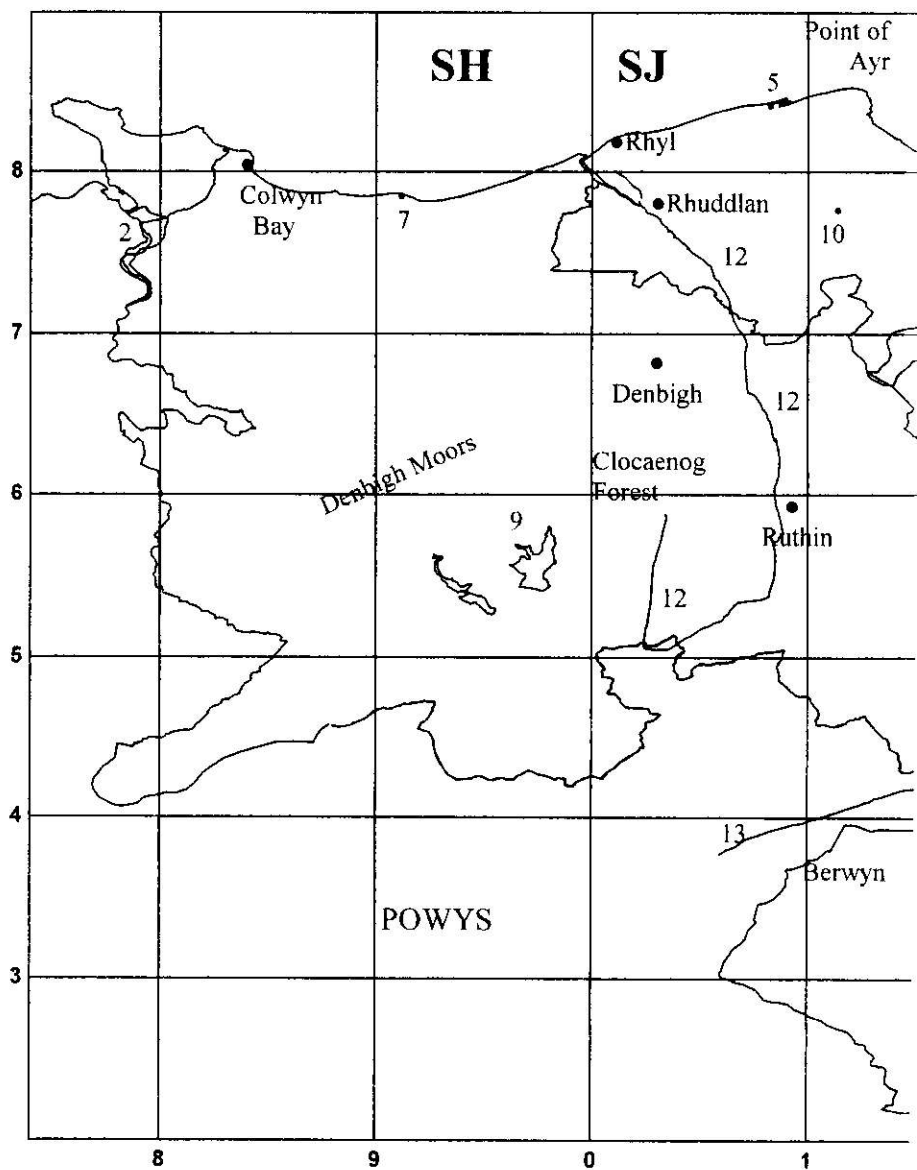 Point of
Ayr
SH SJ
5
Rhyl
8
Colwyn
Bay
Rhuddlan
2
7
10
12
7
Denbigh
12
Denbigh Moors
Clocaenog
Forest
6
9
Ruthin
12
5
4
13
Berwyn
POWYS
3
8 9 0 1